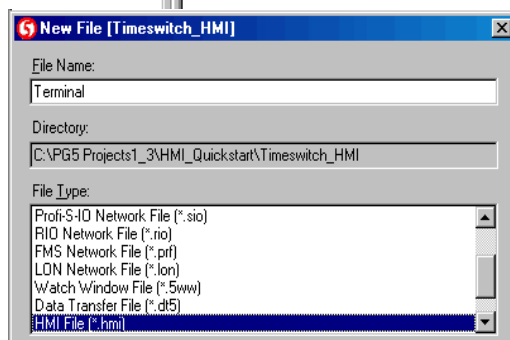 New File [Timeswitch_HMI]
File Name:
Terminal
Directory:
C:\PG5 Projects1_3\HMI_Quickstart\Timeswitch_HMI
File Type:
Profi-S-IO Network File (*.sio)
RIO Network File (*.rio)
FMS Network File (*.prf)
LON Network File (*.lon)
Watch Window File (*.5ww)
Data Transfer File (*.dt5)
HMI File (*.hmi)